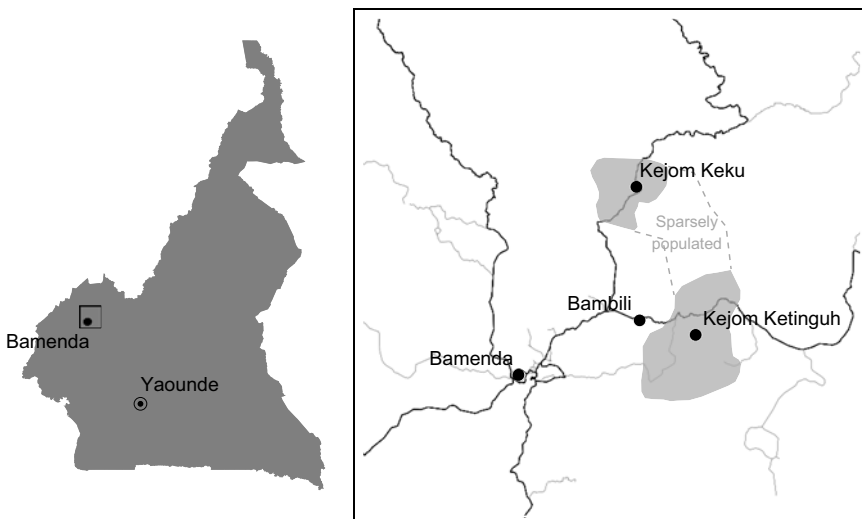 Bamenda
Yaounde
Kejom Keku
Sparsely
populated
Bambili
Kejom Ketinguh
Bamenda